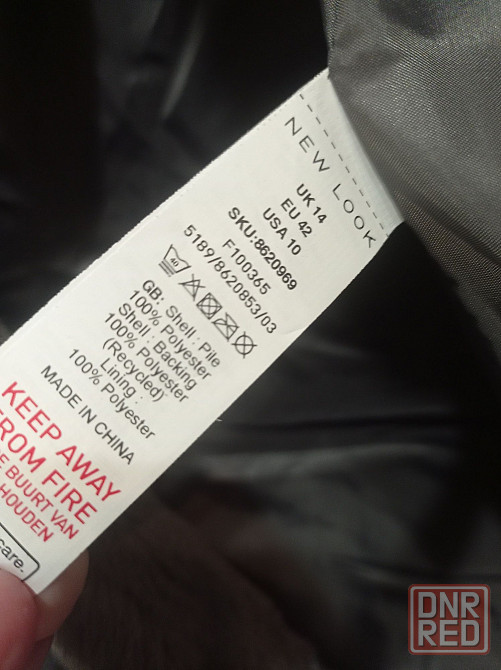 NEW LOOK
UK 14
EU 42
USA 10
SKU:8620969
F100365
5189/8620853/03
40
GB: Shell : Pile
100% Polyester
Shell : Backing
100% Polyester
(Recycled)
Lining :
100% Polyester
MADE IN CHINA
KEEP AWAY
FROM FIRE
BUURT VAN
HOUDEN
care.
DNR
RED